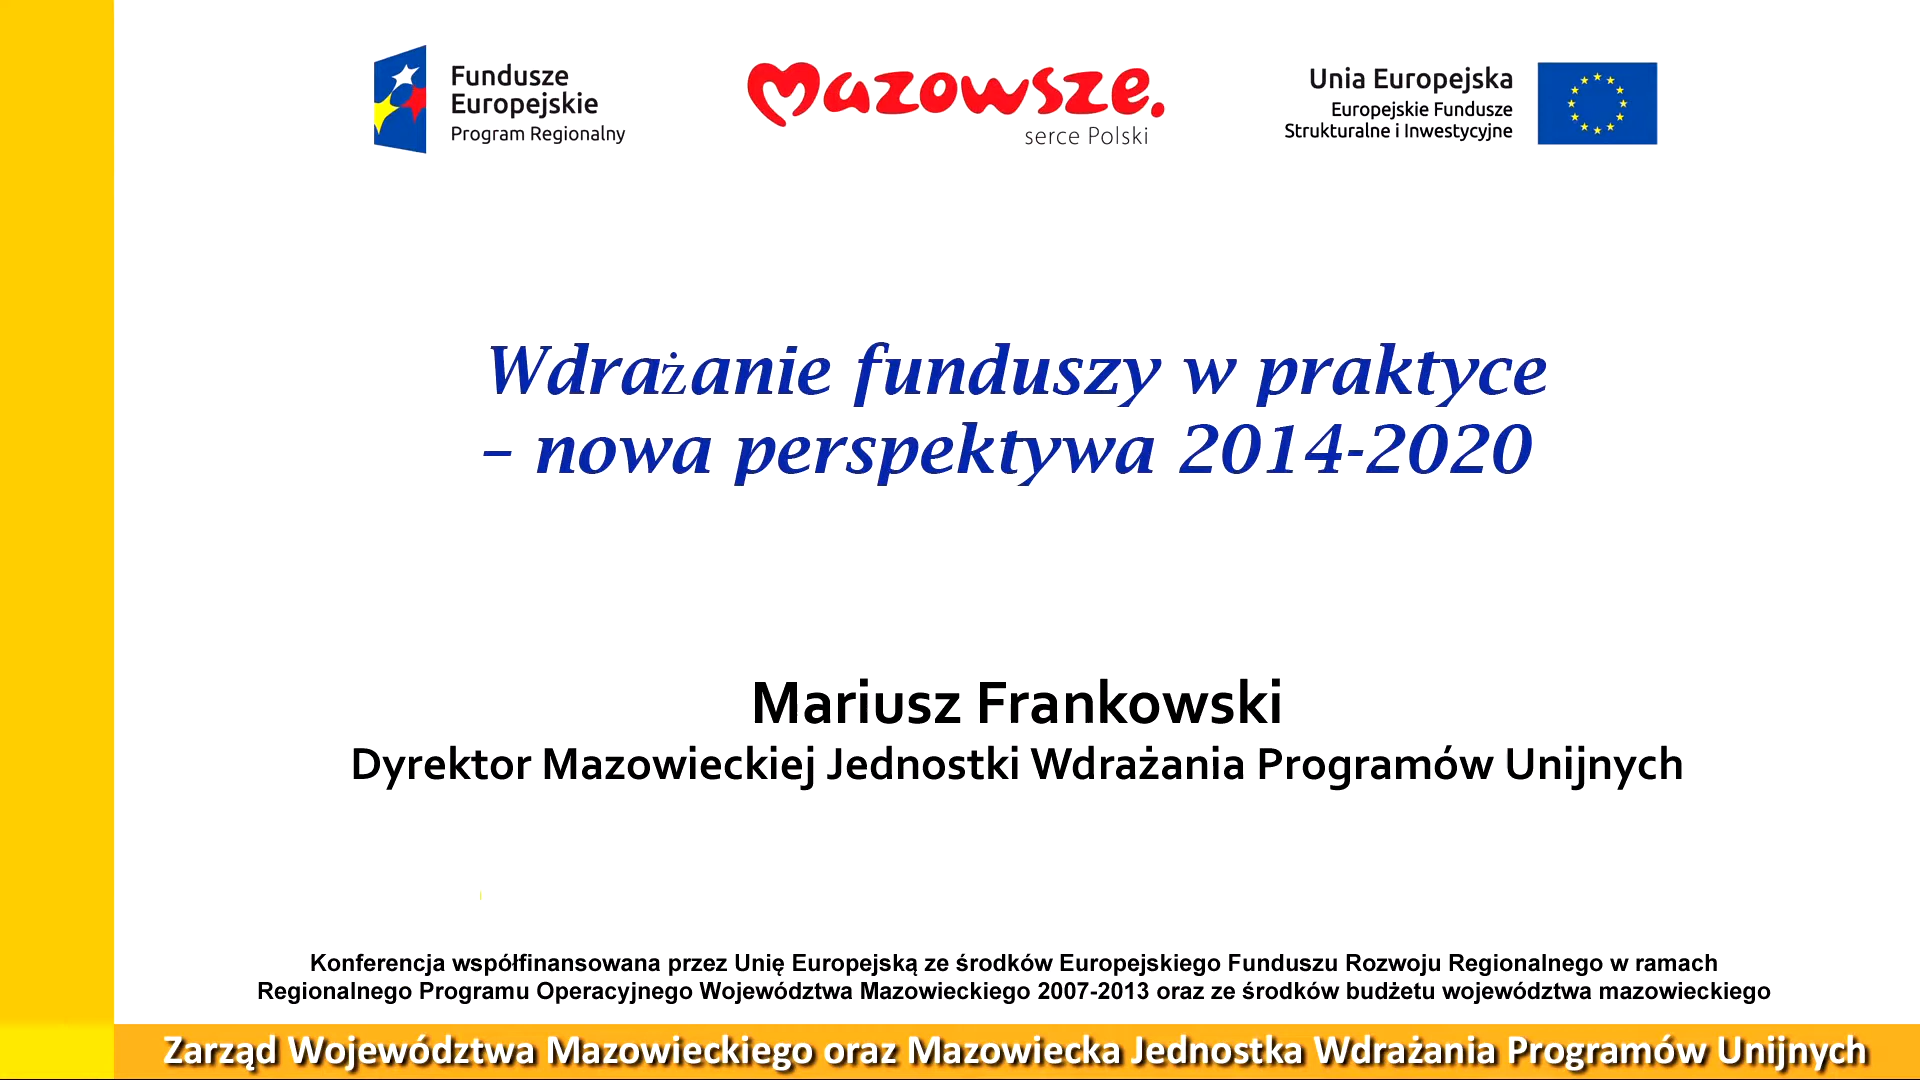 Fundusze
Europejskie
Program Regionalny
Mazowsze.
serce Polski
Unia Europejska
Europejskie Fundusze
Strukturalne i Inwestycyjne
Wdrażanie funduszy w praktyce
– nowa perspektywa 2014-2020
Mariusz Frankowski
Dyrektor Mazowieckiej Jednostki Wdrażania Programów Unijnych
Konferencja współfinansowana przez Unię Europejską ze środków Europejskiego Funduszu Rozwoju Regionalnego w ramach
Regionalnego Programu Operacyjnego Województwa Mazowieckiego 2007-2013 oraz ze środków budżetu województwa mazowieckiego
Zarząd Województwa Mazowieckiego oraz Mazowiecka Jednostka Wdrażania Programów Unijnych